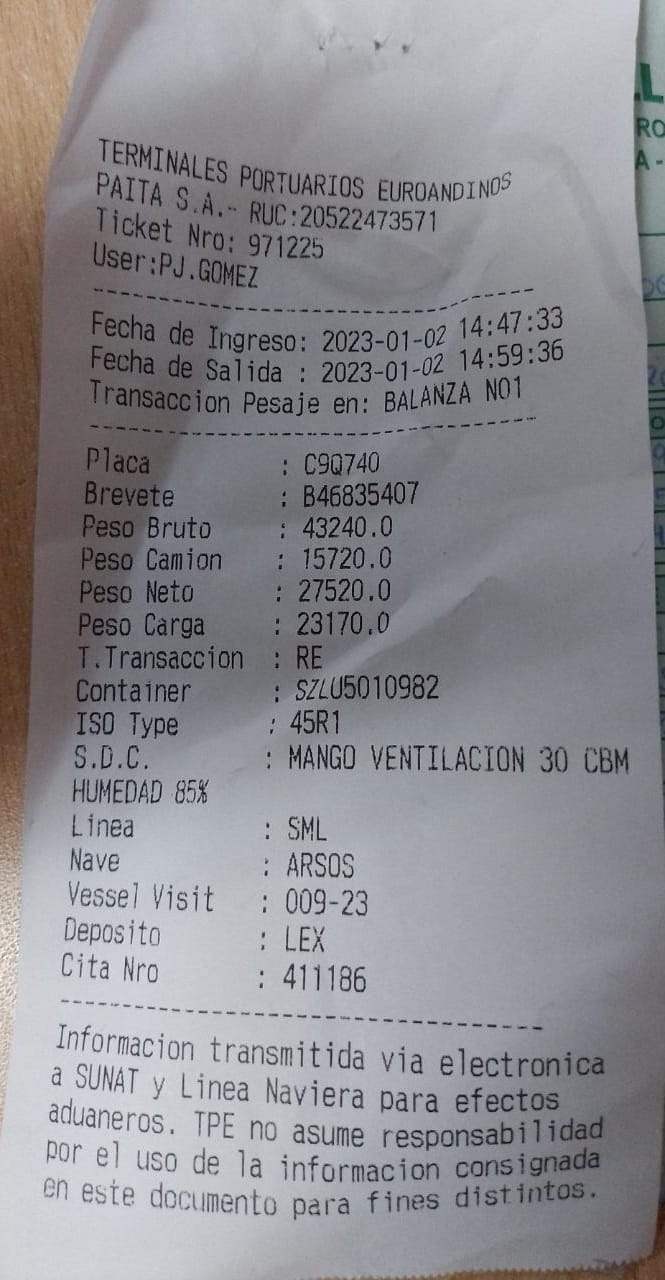 TERMINALES PORTUARIOS EUROANDINOS
PAITA S.A.- RUC:20522473571
Ticket Nro: 971225
User:PJ.GOMEZ
--------------------------------
Fecha de Ingreso: 2023-01-02 14:47:33
Fecha de Salida : 2023-01-02 14:59:36
Transaccion Pesaje en: BALANZA NO1
--------------------------------
Placa : C9Q740
Brevete : B46835407
Peso Bruto : 43240.0
Peso Camion : 15720.0
Peso Neto : 27520.0
Peso Carga : 23170.0
T.Transaccion : RE
Container : SZLU5010982
ISO Type : 45R1
S.D.C. : MANGO VENTILACION 30 CBM
HUMEDAD 85%
Linea : SML
Nave : ARSOS
Vessel Visit : 009-23
Deposito : LEX
Cita Nro : 411186
--------------------------------
Informacion transmitida via electronica
a SUNAT y Linea Naviera para efectos
aduaneros. TPE no asume responsabilidad
por el uso de la informacion consignada
en este documento para fines distintos.